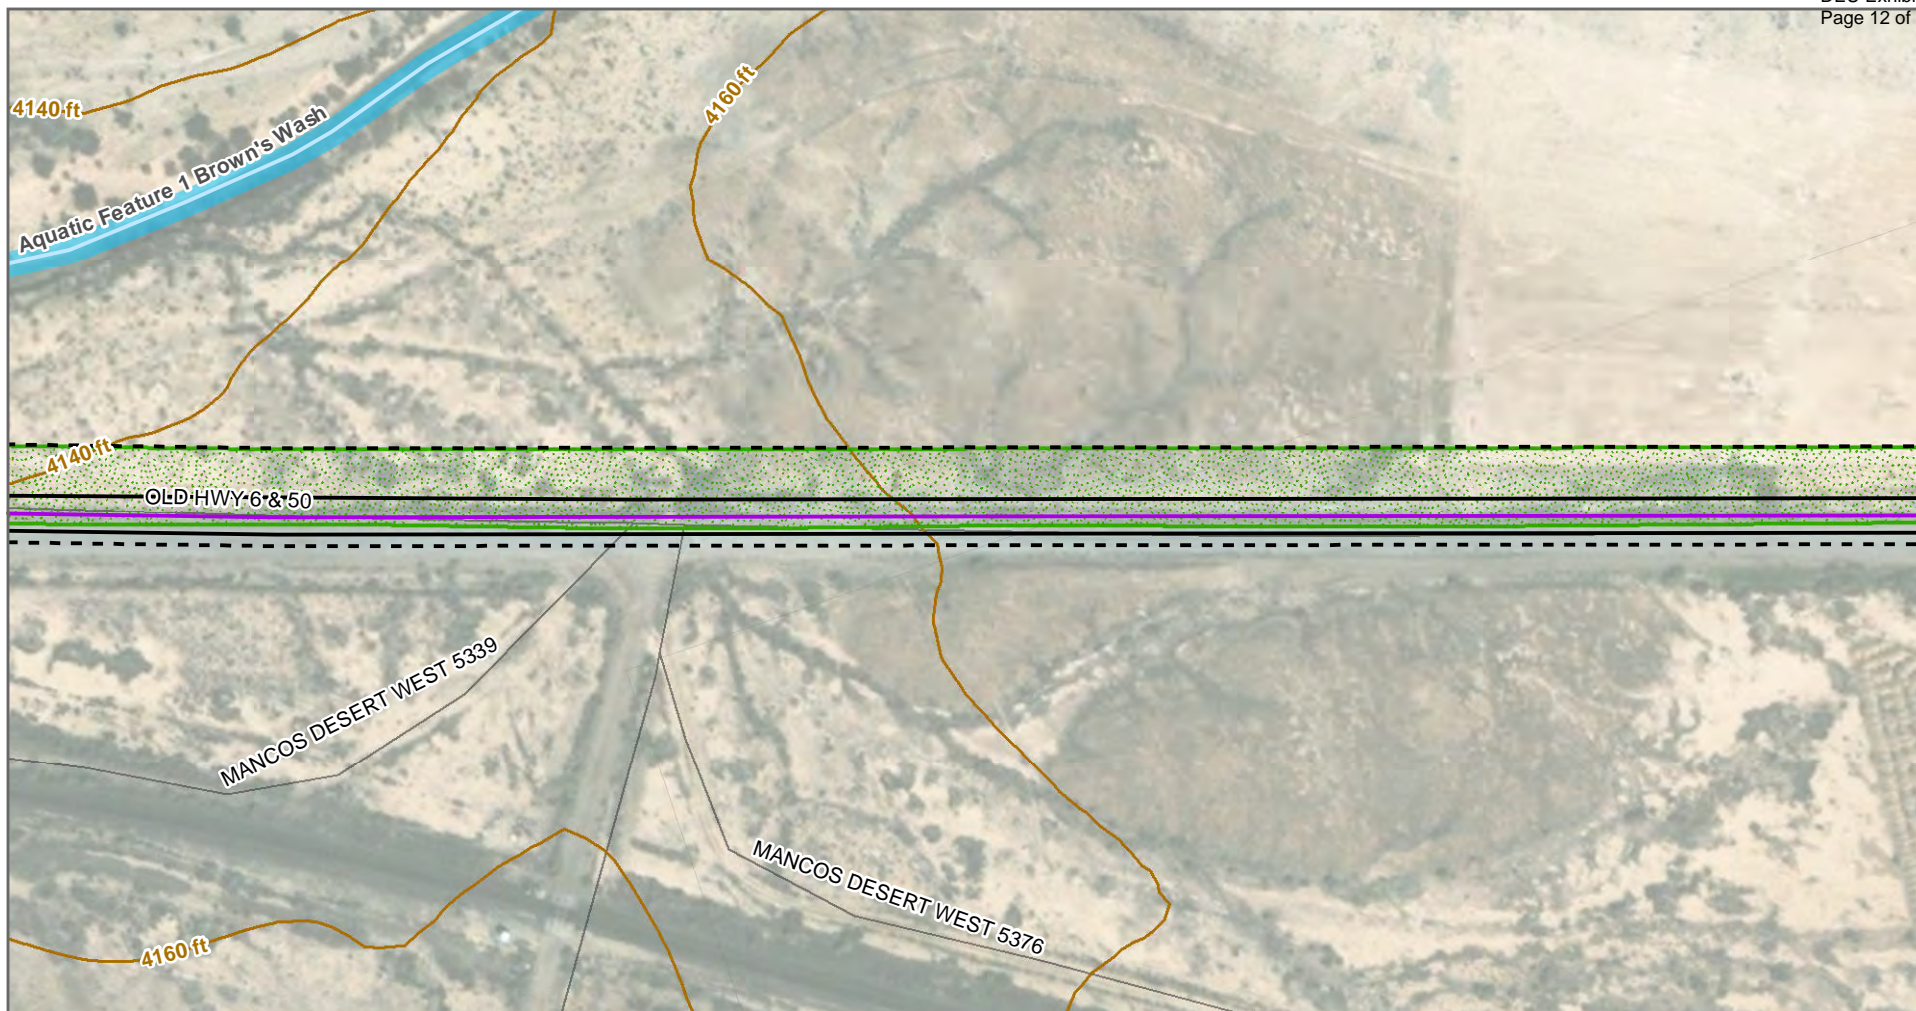 Page 12 of
4140 ft
Aquatic Feature 1 Brown's Wash
4160 ft
4140 ft
OLD HWY 6 & 50
MANCOS DESERT WEST 5339
MANCOS DESERT WEST 5376
4160 ft